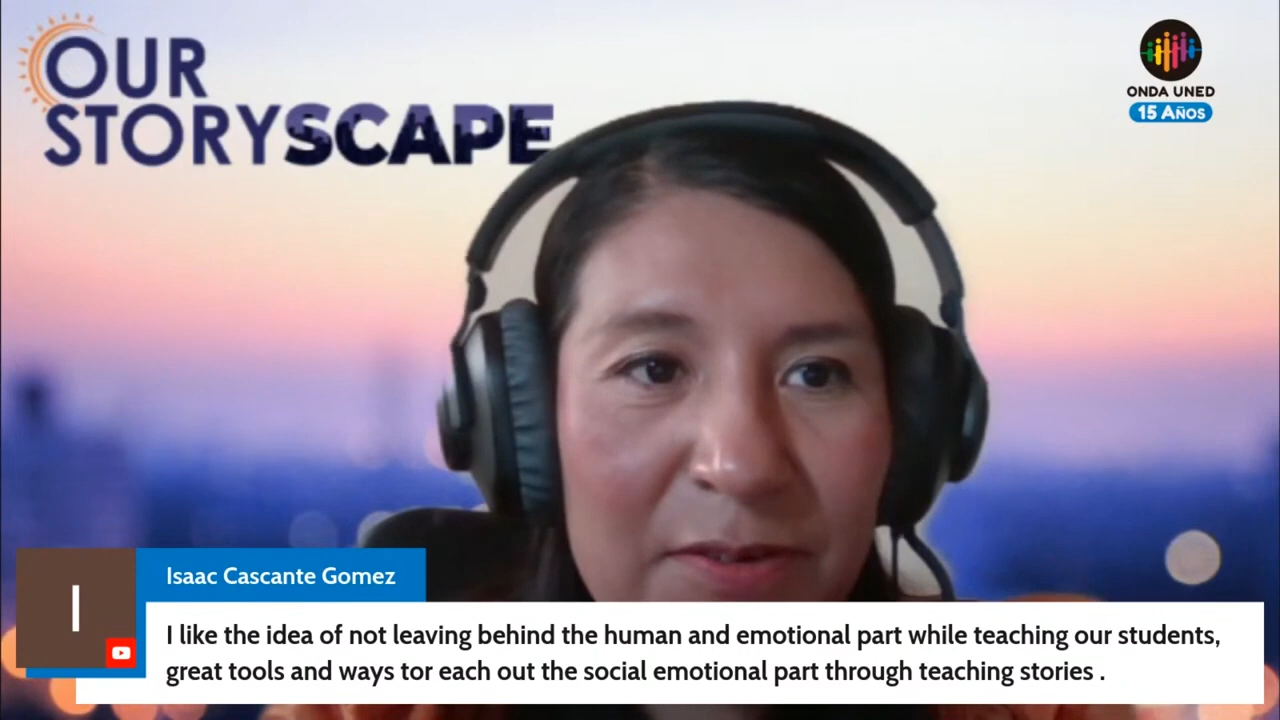 OUR
STORYSCAPE
ONDA UNED
15 AÑOS
I
Isaac Cascante Gomez
I like the idea of not leaving behind the human and emotional part while teaching our students,
great tools and ways tor each out the social emotional part through teaching stories .